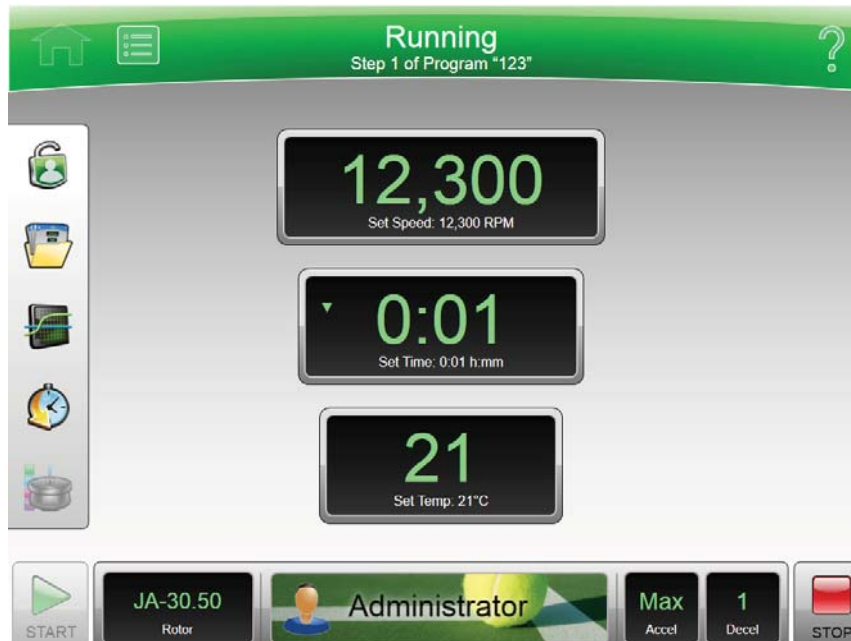 Running
Step 1 of Program "123"
12,300
Set Speed: 12,300 RPM
0:01
Set Time: 0:01 h:mm
21
Set Temp: 21°C
START
JA-30.50
Rotor
Administrator
Max
Accel
1
Decel
STOP